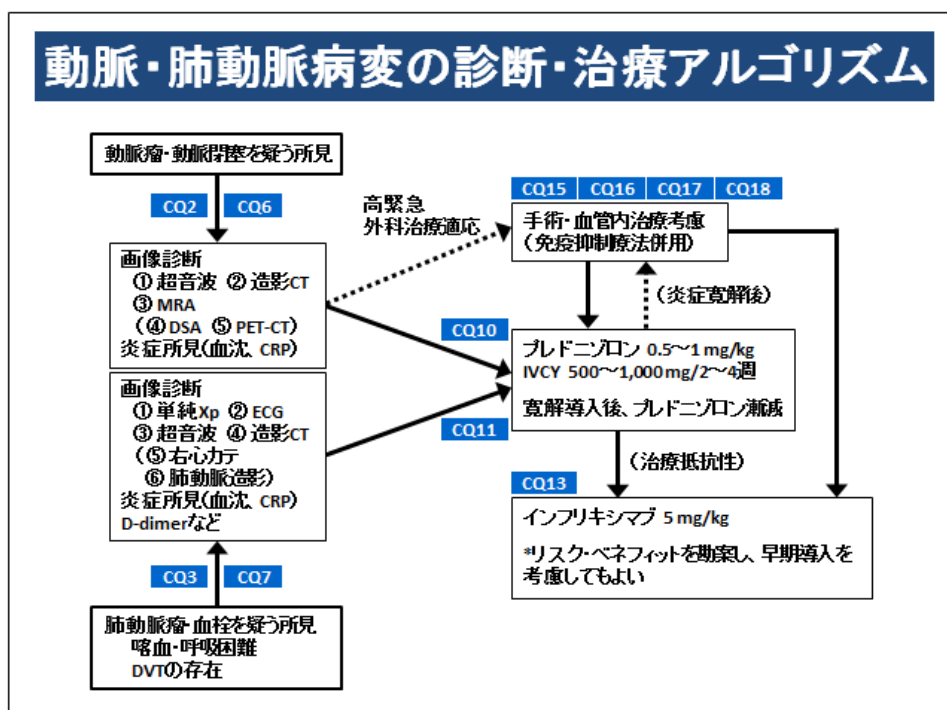 動脈・肺動脈病変の診断・治療アルゴリズム
動脈瘤・動脈閉塞を疑う所見
CQ2 CQ6
画像診断
① 超音波 ② 造影CT
③ MRA
(④ DSA ⑤ PET-CT)
炎症所見(血沈、CRP)
画像診断
① 単純Xp ② ECG
③ 超音波 ④ 造影CT
(⑤ 右心カテ
⑥ 肺動脈造影)
炎症所見(血沈、CRP)
D-dimerなど
CQ3 CQ7
肺動脈瘤・血栓を疑う所見
喀血・呼吸困難
DVTの存在
高緊急
外科治療適応
CQ15 CQ16 CQ17 CQ18
手術・血管内治療考慮
(免疫抑制療法併用)
(炎症寛解後)
CQ10
CQ11
プレドニゾロン 0.5～1 mg/kg
IVCY 500～1,000 mg/2～4週
寛解導入後、プレドニゾロン漸減
(治療抵抗性)
CQ13
インフリキシマブ 5 mg/kg
*リスク・ベネフィットを勘案し、早期導入を
考慮してもよい